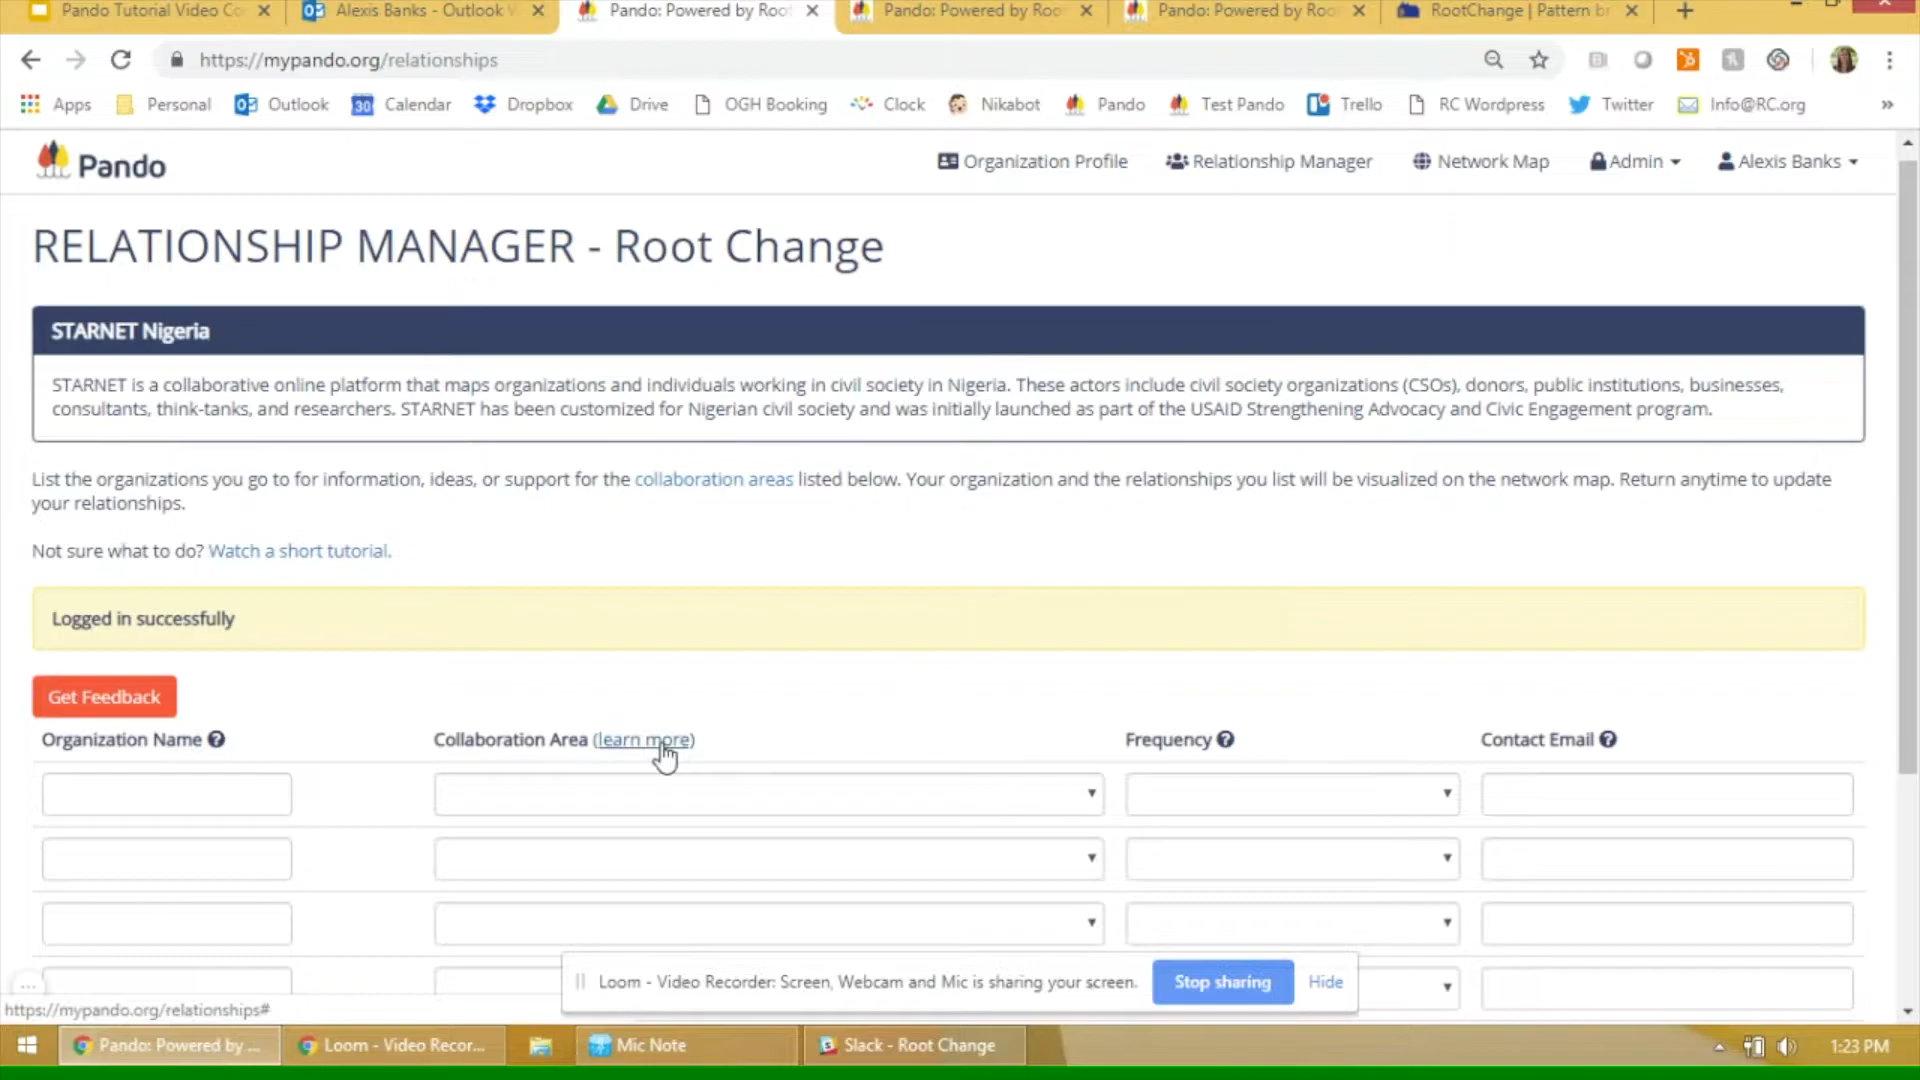 Pando Tutorial Video Co
Alexis Banks - Outlook
Pando: Powered by Roo
Pando: Powered by Roo
Pando: Powered by Roo
RootChange | Pattern b
https://mypando.org/relationships
Apps
Personal
Outlook
30
Calendar
Dropbox
Drive
OGH Booking
Clock
Nikabot
Pando
Test Pando
Trello
RC Wordpress
Twitter
Info@RC.org
»
Pando
Organization Profile
Relationship Manager
Network Map
Admin
Alexis Banks
RELATIONSHIP MANAGER - Root Change
STARNET Nigeria
STARNET is a collaborative online platform that maps organizations and individuals working in civil society in Nigeria. These actors include civil society organizations (CSOs), donors, public institutions, businesses,
consultants, think-tanks, and researchers. STARNET has been customized for Nigerian civil society and was initially launched as part of the USAID Strengthening Advocacy and Civic Engagement program.
List the organizations you go to for information, ideas, or support for the collaboration areas listed below. Your organization and the relationships you list will be visualized on the network map. Return anytime to update
your relationships.
Not sure what to do? Watch a short tutorial.
Logged in successfully
Get Feedback
Organization Name
Collaboration Area (learn more)
Frequency
Contact Email
Loom - Video Recorder: Screen, Webcam and Mic is sharing your screen.
Stop sharing
Hide
https://mypando.org/relationships#
Pando: Powered by ...
Loom - Video Recor...
Mic Note
Slack - Root Change
1:23 PM